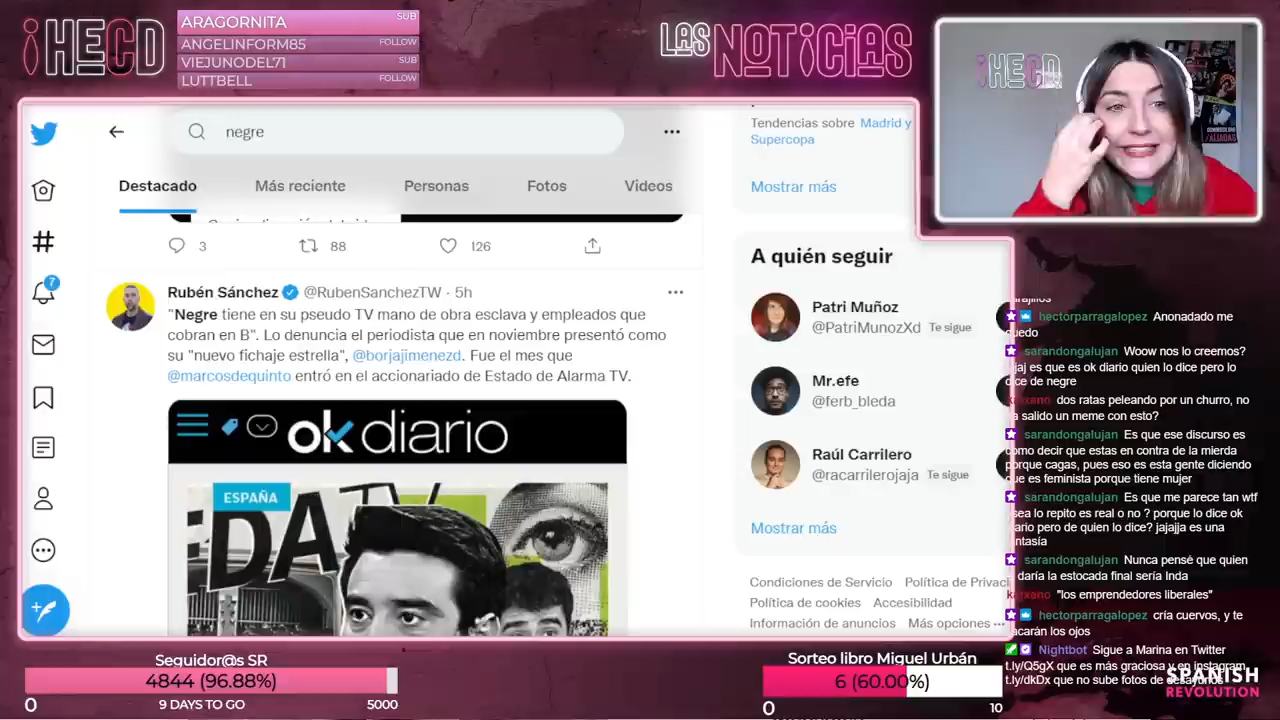 ¡HECD
ARAGORNITA SUB
ANGELINFORM85 FOLLOW
VIEJUNODEL71 SUB
LUTTBELL FOLLOW
LAS NOTICIAS
¡HECD
negre
Destacado Más reciente Personas Fotos Videos
3 88 126
7
Rubén Sánchez @RubenSanchezTW · 5h
"Negre tiene en su pseudo TV mano de obra esclava y empleados que
cobran en B". Lo denuncia el periodista que en noviembre presentó como
su "nuevo fichaje estrella", @borjajimenezd. Fue el mes que
@marcosdequinto entró en el accionariado de Estado de Alarma TV.
okdiario
ESPAÑA
EDA TV
Tendencias sobre Madrid y
Supercopa
Mostrar más
A quién seguir
Patri Muñoz
@PatriMunozXd Te sigue
Mr.efe
@ferb_bleda
Raúl Carrilero
@racarrilerojaja Te sigue
Mostrar más
Condiciones de Servicio Política de Privaci
Política de cookies Accesibilidad
Información de anuncios Más opciones ···
hectorparragalopez Anonadado me
quedo
sarandongalujan Woow nos lo creemos?
jaj es que es ok diario quien lo dice pero lo
dice de negre
dos ratas peleando por un churro, no
ha salido un meme con esto?
sarandongalujan Es que ese discurso es
como decir que estas en contra de la mierda
porque cagas, pues eso es esta gente diciendo
que es feminista porque tiene mujer
sarandongalujan Es que me parece tan wtf
osea lo repito es real o no ? porque lo dice ok
diario pero de quien lo dice? jajajja es una
fantasía
sarandongalujan Nunca pensé que quien
daría la estocada final sería Inda
"los emprendedores liberales"
hectorparragalopez cría cuervos, y te
sacarán los ojos
Nightbot Sigue a Marina en Twitter
t.ly/Q5gX que es más graciosa y en instagram
t.ly/dkDx que no sube fotos de desayunos
SPANISH
REVOLUTION
Seguidor@s SR
4844 (96.88%)
0 9 DAYS TO GO 5000
Sorteo libro Miguel Urbán
6 (60.00%)
0 10